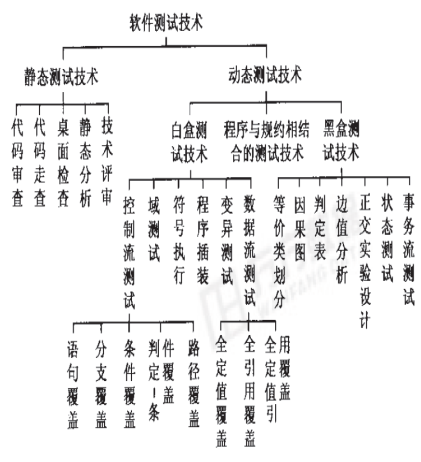 软件测试技术
静态测试技术
动态测试技术
代码审查
代码走查
桌面检查
静态分析
技术评审
白盒测试技术
程序与规约相结合的测试技术
黑盒测试技术
控制流测试
域测试
符号执行
程序插装
变异测试
数据流测试
等价类划分
因果图
判定表
边值分析
正交实验设计
状态测试
事务流测试
语句覆盖
分支覆盖
条件覆盖
判定-条件覆盖
路径覆盖
全定值覆盖
全引用覆盖
全定值引用覆盖